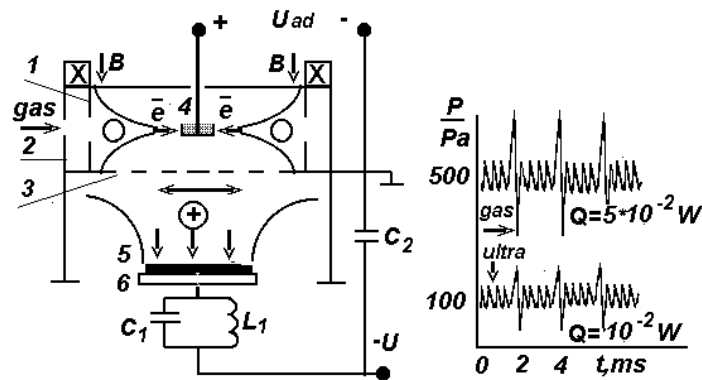 + U ad -
X B B X
1
gas ē 4 ē
2
3
+
5
6
C₁ L₁
C₂
-U
P
Pa
500
gas Q=5*10⁻² W
ultra
100
Q=10⁻² W
0 2 4 t,ms